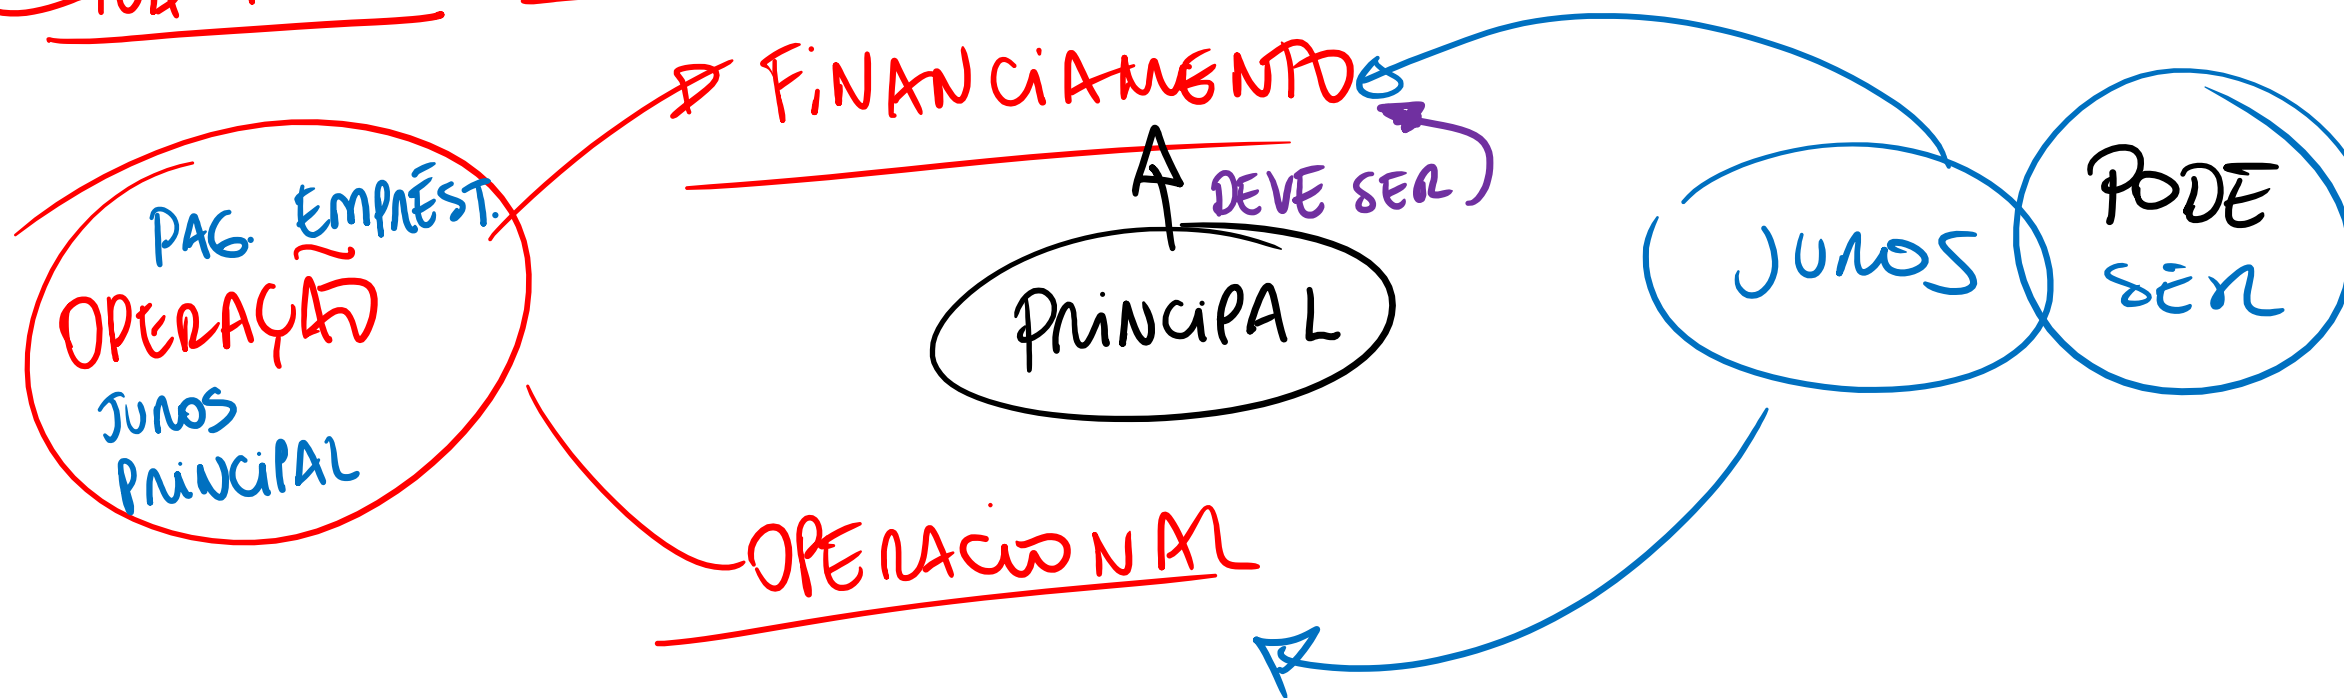 FINANCIAMENTO
DEVE SER
PAG. EMPRÉST.
OPERAÇÃO
JUROS
PRINCIPAL
PRINCIPAL
JUROS
PODE
SER
OPERACIONAL